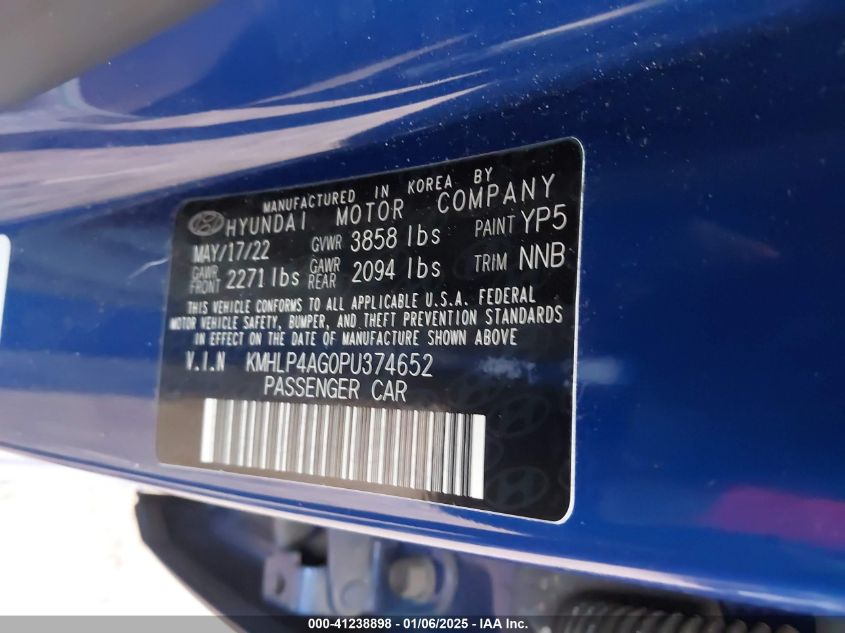 MANUFACTURED IN KOREA BY
HYUNDAI MOTOR COMPANY
MAY/17/22 GVWR 3858 lbs PAINT YP5
GAWR FRONT 2271 lbs GAWR REAR 2094 lbs TRIM NNB
THIS VEHICLE CONFORMS TO ALL APPLICABLE U.S.A. FEDERAL
MOTOR VEHICLE SAFETY, BUMPER, AND THEFT PREVENTION STANDARDS
IN EFFECT ON THE DATE OF MANUFACTURE SHOWN ABOVE
V.I.N KMHLP4AG0PU374652
PASSENGER CAR
000-41238898 - 01/06/2025 - IAA Inc.